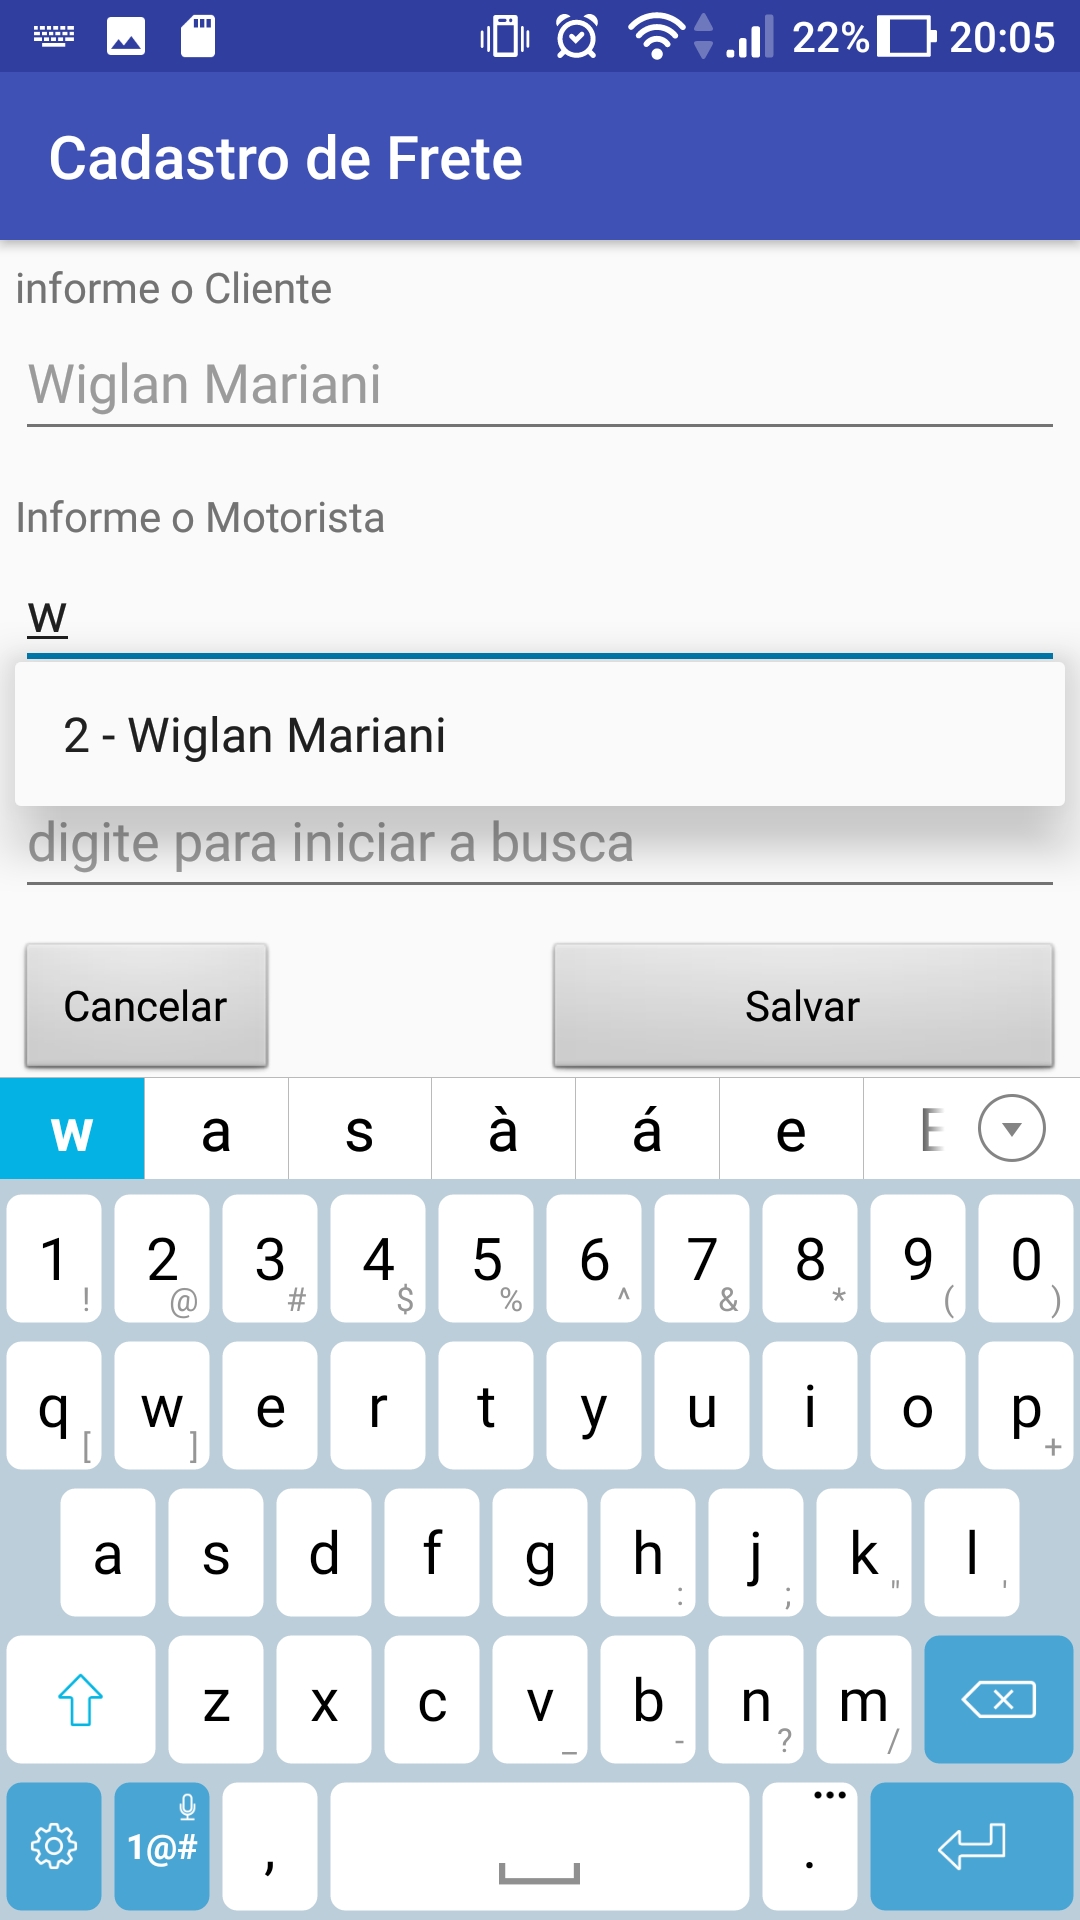 22% 20:05
Cadastro de Frete
informe o Cliente
Wiglan Mariani
Informe o Motorista
w
2 - Wiglan Mariani
digite para iniciar a busca
Cancelar Salvar
w a s à á e E
1 ! 2 @ 3 # 4 $ 5 % 6 ^ 7 & 8 * 9 ( 0 )
q [ w ] e r t y u i o p +
a s d f g h : j ; k " l '
z x c v _ b - n ? m /
1@# , . •••